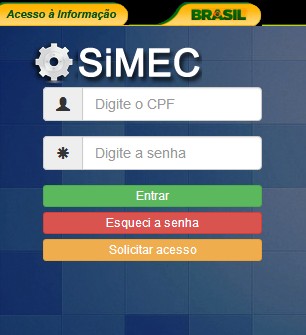 Acesso à Informação
BRASIL
SiMEC
Digite o CPF
Digite a senha
Entrar
Esqueci a senha
Solicitar acesso